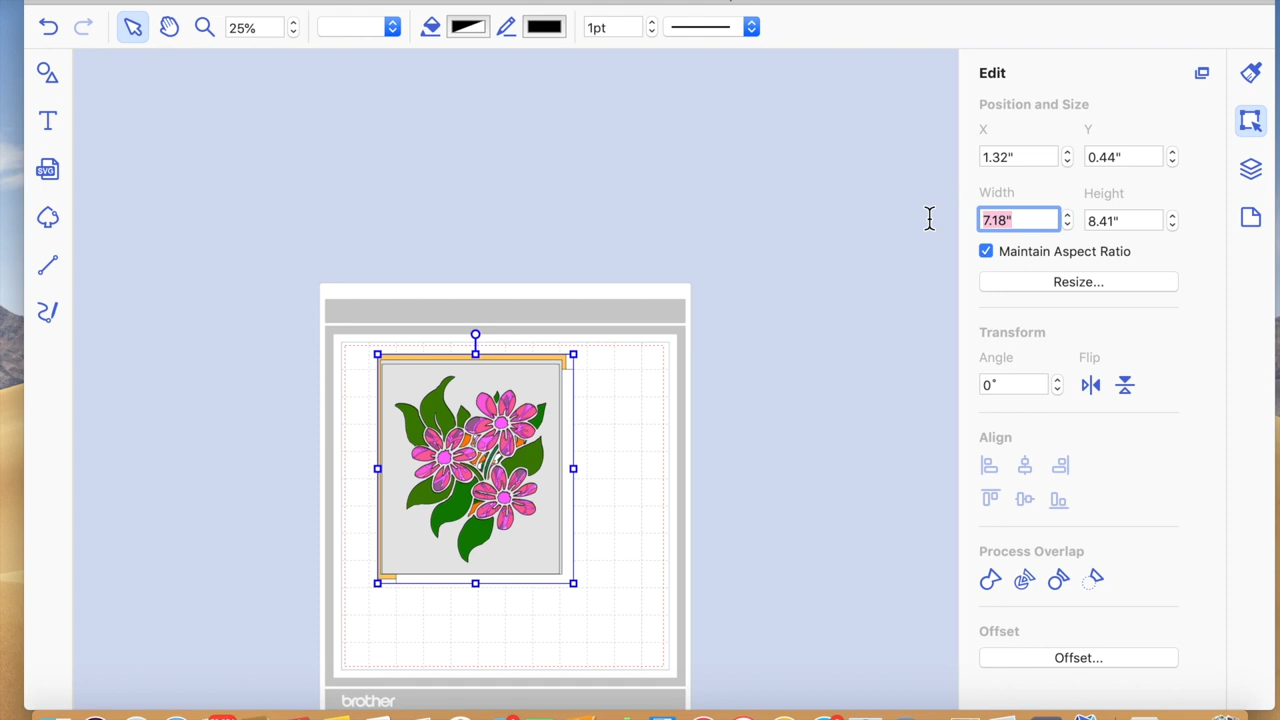 25%
1pt
Edit
Position and Size
X Y
1.32" 0.44"
Width Height
7.18" 8.41"
Maintain Aspect Ratio
Resize...
Transform
Angle Flip
0°
Align
Process Overlap
Offset
Offset...
T
SVG
brother